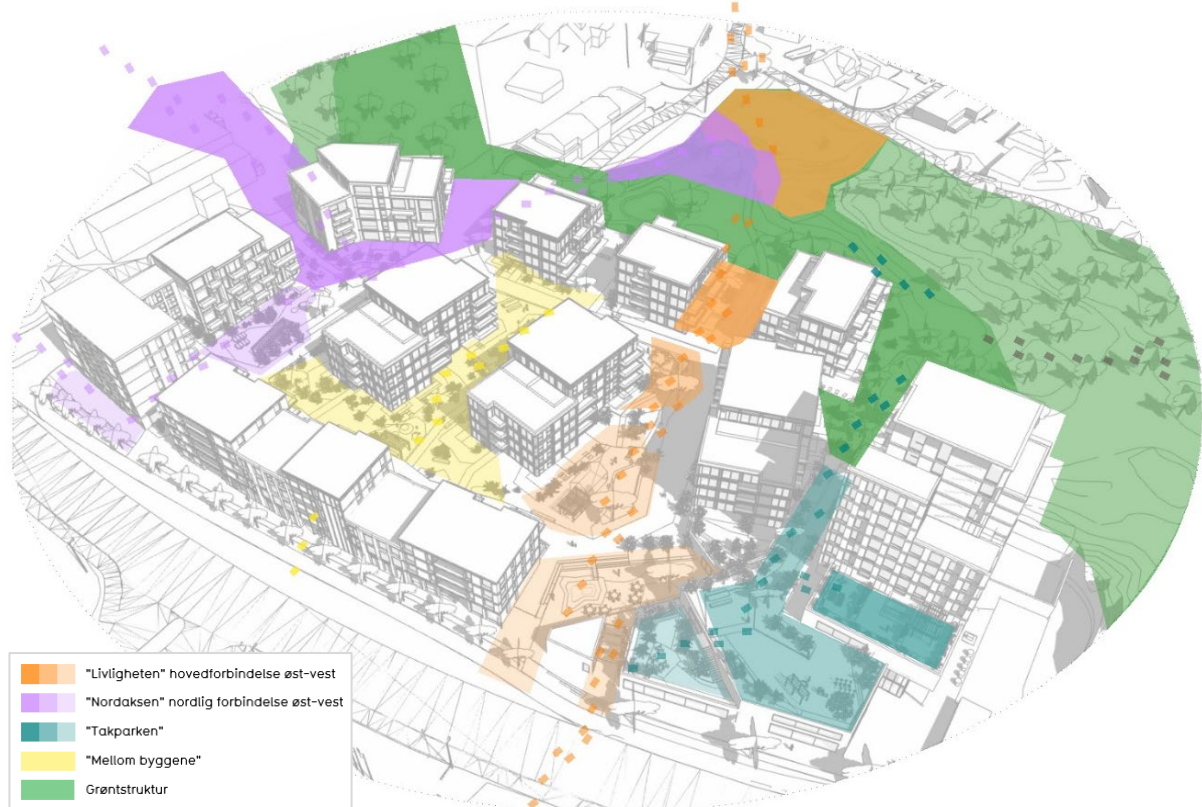 "Livligheten" hovedforbindelse øst-vest
"Nordaksen" nordlig forbindelse øst-vest
"Takparken"
"Mellom byggene"
Grøntstruktur